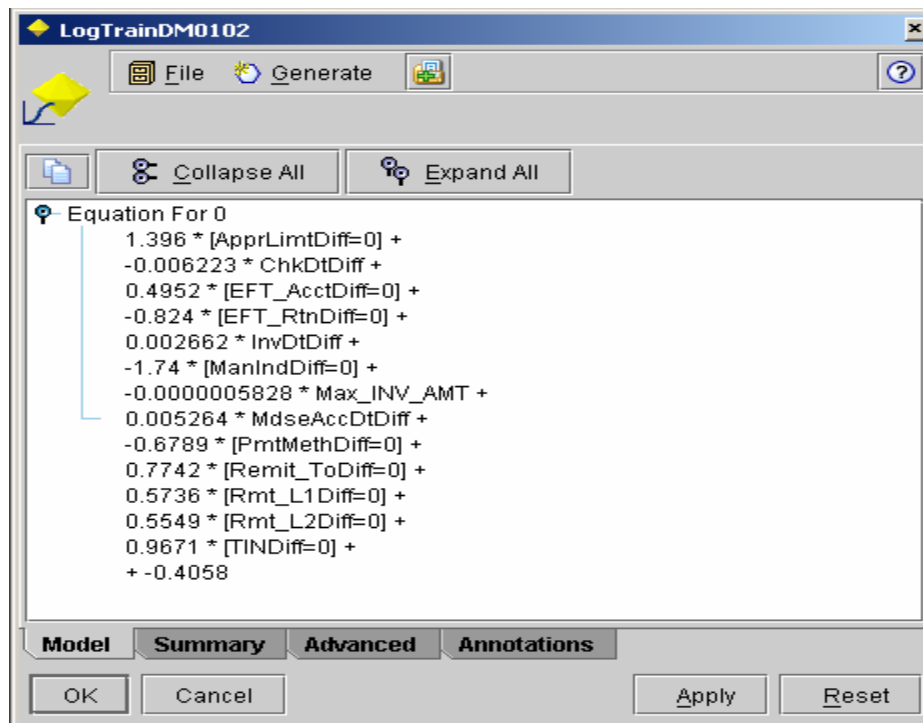 LogTrainDM0102
File Generate
Collapse All Expand All
Equation For 0
1.396 * [ApprLimtDiff=0] +
-0.006223 * ChkDtDiff +
0.4952 * [EFT_AcctDiff=0] +
-0.824 * [EFT_RtnDiff=0] +
0.002662 * InvDtDiff +
-1.74 * [ManIndDiff=0] +
-0.0000005828 * Max_INV_AMT +
0.005264 * MdseAccDtDiff +
-0.6789 * [PmtMethDiff=0] +
0.7742 * [Remit_ToDiff=0] +
0.5736 * [Rmt_L1Diff=0] +
0.5549 * [Rmt_L2Diff=0] +
0.9671 * [TINDiff=0] +
+ -0.4058
Model Summary Advanced Annotations
OK Cancel Apply Reset